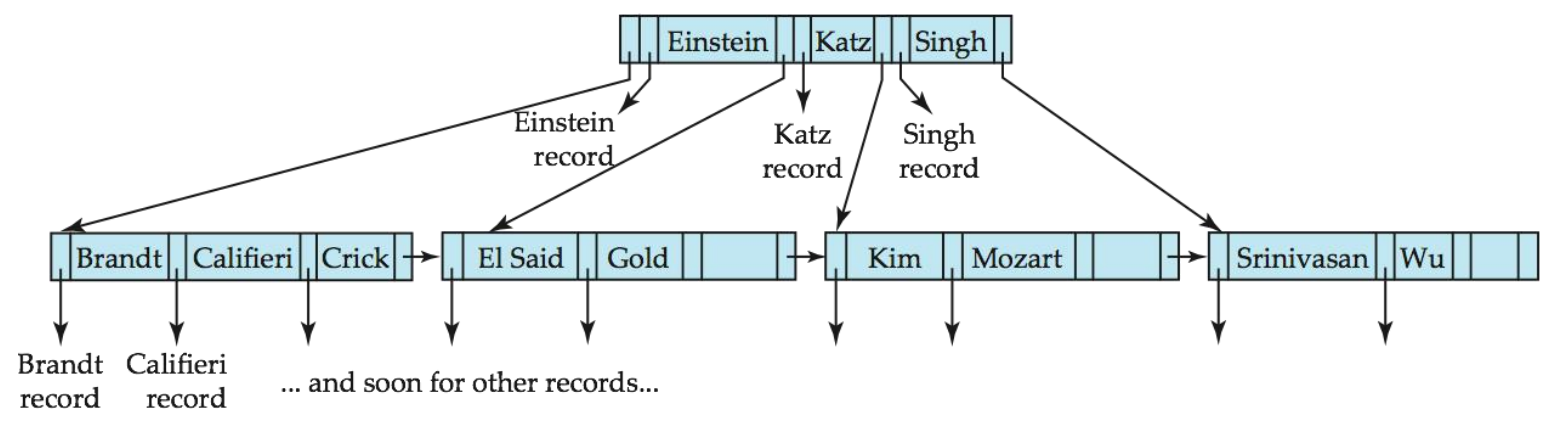 Einstein Katz Singh
Einstein
record
Katz
record
Singh
record
Brandt Califieri Crick El Said Gold Kim Mozart Srinivasan Wu
Brandt
record
Califieri
record
... and soon for other records...